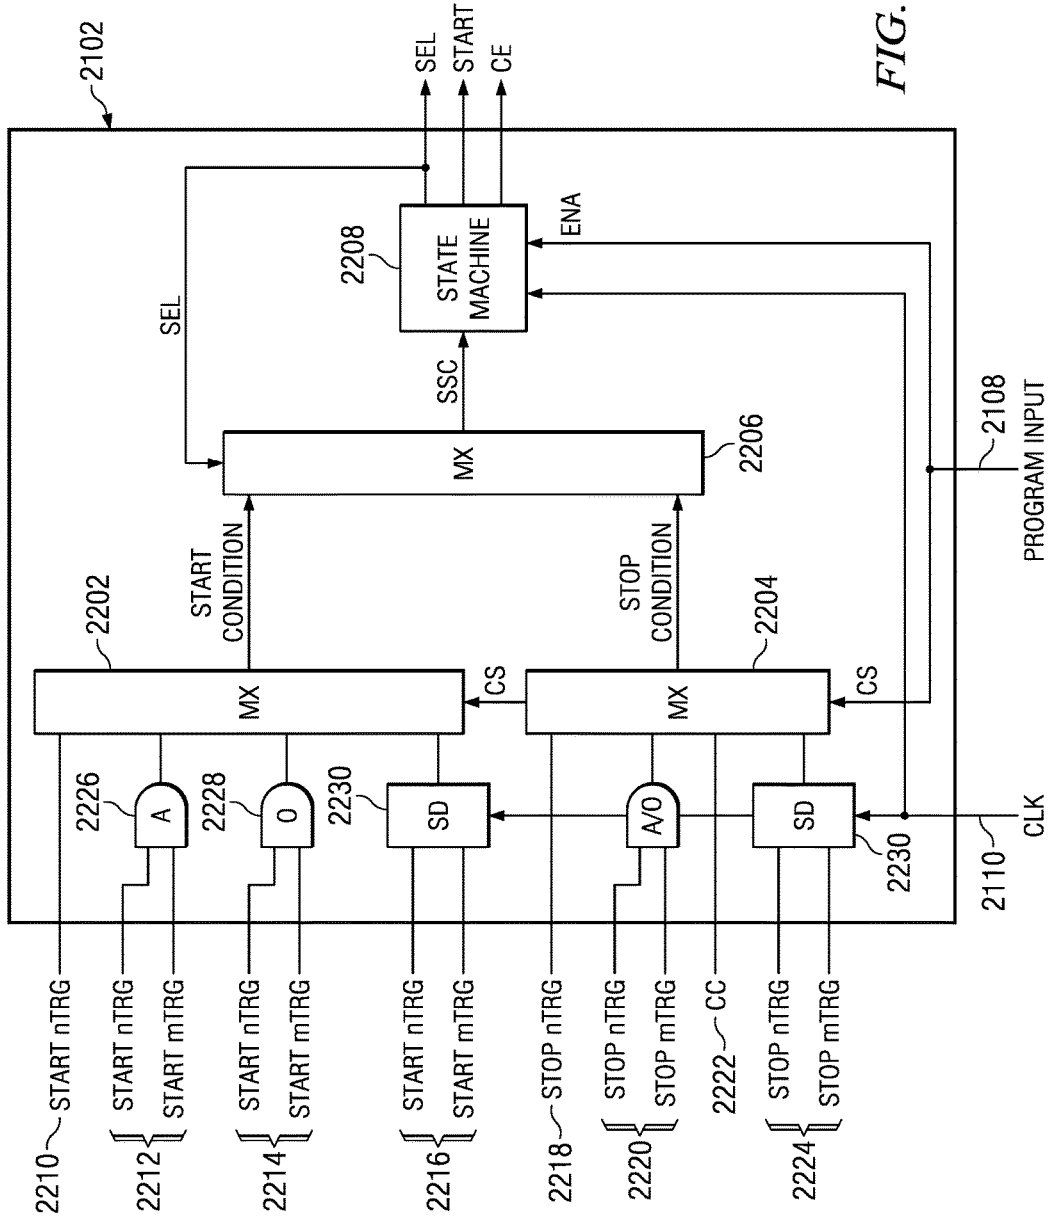 2102
SEL
START
CE
FIG.
SEL
2208
STATE
MACHINE
ENA
SSC
MX
2206
START
CONDITION
STOP
CONDITION
2202
MX
CS
2204
MX
CS
2226
A
2228
O
2230
SD
A/O
SD
2230
2108
PROGRAM INPUT
2110
CLK
2210 START nTRG
2212
START nTRG
START mTRG
2214
START nTRG
START mTRG
2216
START nTRG
START mTRG
2218 STOP nTRG
2220
STOP nTRG
STOP mTRG
2222 CC
2224
STOP nTRG
STOP mTRG